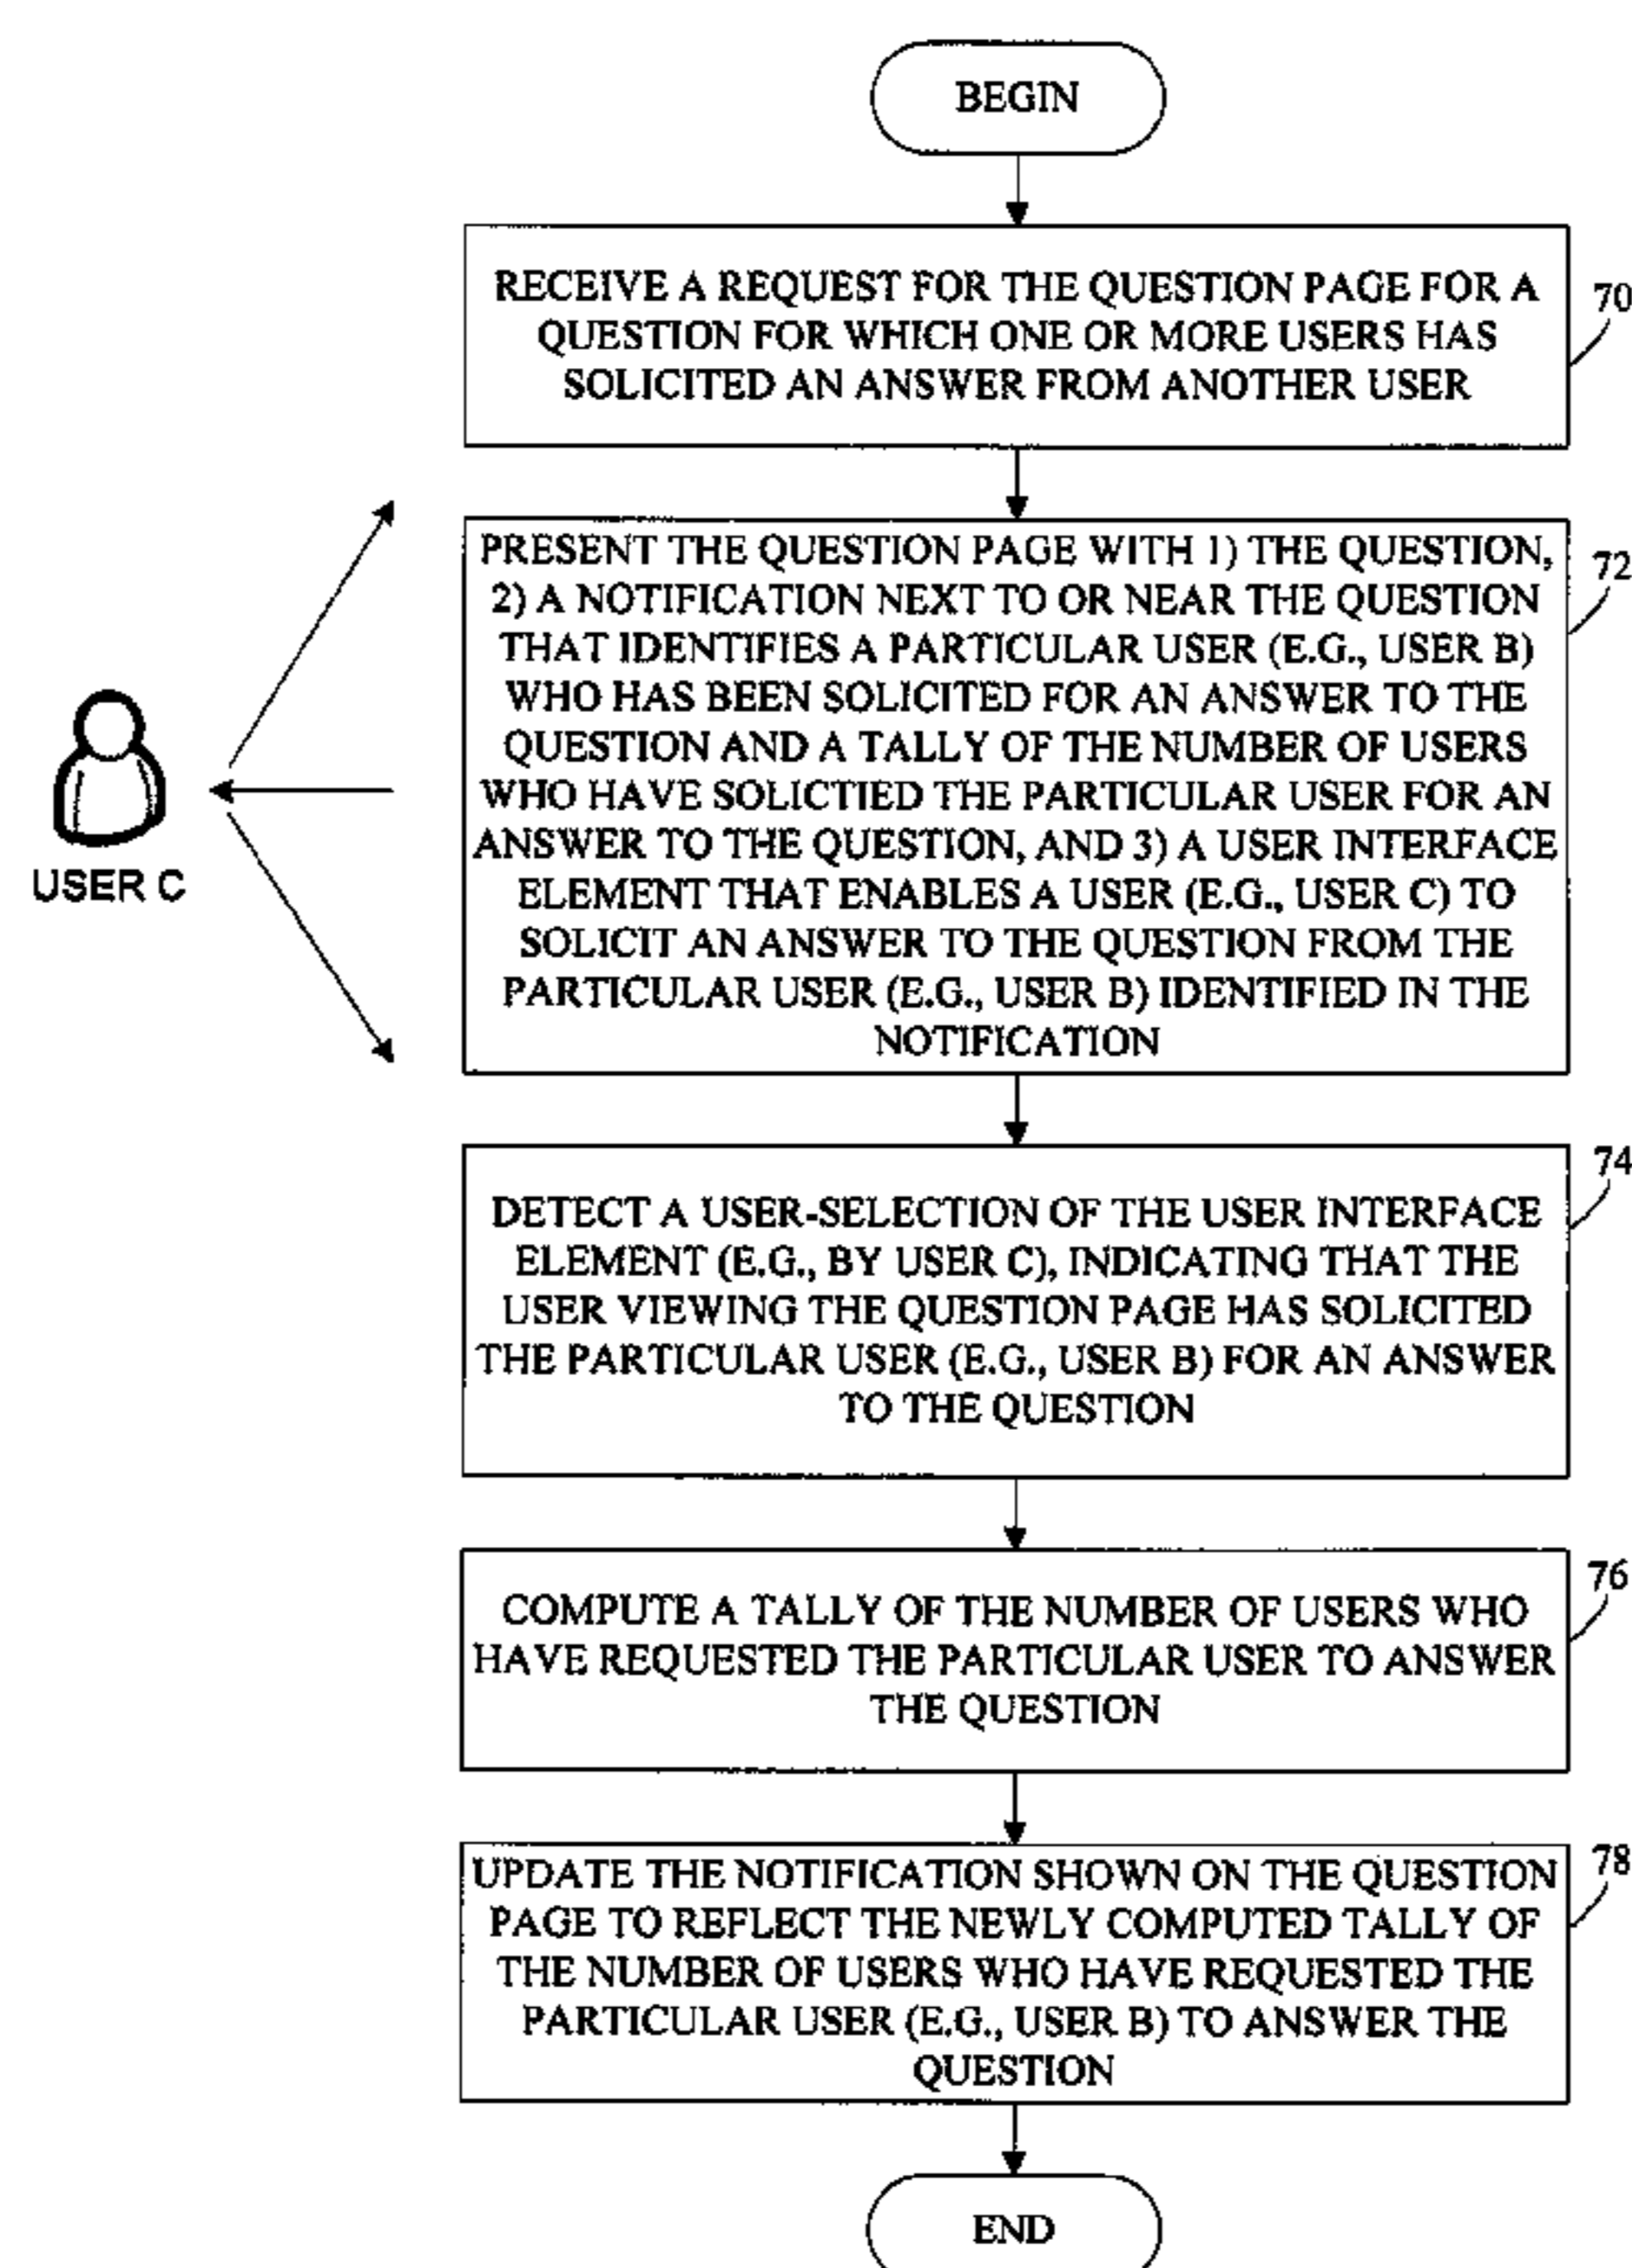 BEGIN
RECEIVE A REQUEST FOR THE QUESTION PAGE FOR A
QUESTION FOR WHICH ONE OR MORE USERS HAS
SOLICITED AN ANSWER FROM ANOTHER USER
70
PRESENT THE QUESTION PAGE WITH 1) THE QUESTION,
2) A NOTIFICATION NEXT TO OR NEAR THE QUESTION
THAT IDENTIFIES A PARTICULAR USER (E.G., USER B)
WHO HAS BEEN SOLICITED FOR AN ANSWER TO THE
QUESTION AND A TALLY OF THE NUMBER OF USERS
WHO HAVE SOLICTIED THE PARTICULAR USER FOR AN
ANSWER TO THE QUESTION, AND 3) A USER INTERFACE
ELEMENT THAT ENABLES A USER (E.G., USER C) TO
SOLICIT AN ANSWER TO THE QUESTION FROM THE
PARTICULAR USER (E.G., USER B) IDENTIFIED IN THE
NOTIFICATION
72
USER C
DETECT A USER-SELECTION OF THE USER INTERFACE
ELEMENT (E.G., BY USER C), INDICATING THAT THE
USER VIEWING THE QUESTION PAGE HAS SOLICITED
THE PARTICULAR USER (E.G., USER B) FOR AN ANSWER
TO THE QUESTION
74
COMPUTE A TALLY OF THE NUMBER OF USERS WHO
HAVE REQUESTED THE PARTICULAR USER TO ANSWER
THE QUESTION
76
UPDATE THE NOTIFICATION SHOWN ON THE QUESTION
PAGE TO REFLECT THE NEWLY COMPUTED TALLY OF
THE NUMBER OF USERS WHO HAVE REQUESTED THE
PARTICULAR USER (E.G., USER B) TO ANSWER THE
QUESTION
78
END